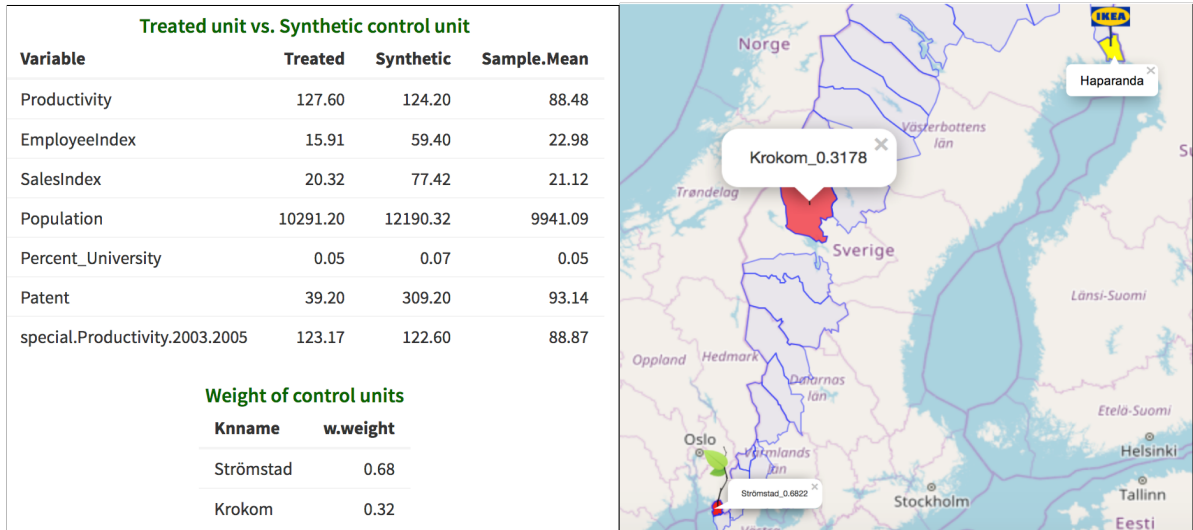 Treated unit vs. Synthetic control unit
Variable Treated Synthetic Sample.Mean
Productivity 127.60 124.20 88.48
EmployeeIndex 15.91 59.40 22.98
SalesIndex 20.32 77.42 21.12
Population 10291.20 12190.32 9941.09
Percent_University 0.05 0.07 0.05
Patent 39.20 309.20 93.14
special.Productivity.2003.2005 123.17 122.60 88.87
Weight of control units
Knname w.weight
Strömstad 0.68
Krokom 0.32
IKEA
Norge
Haparanda
Västerbottens
län
Krokom_0.3178
Trøndelag
Sverige
Länsi-Suomi
Oppland
Hedmark
Dalarnas
län
Etelä-Suomi
Oslo
Helsinki
Värmlands
Strömstad_0.6822
Stockholm
Tallinn
Eesti